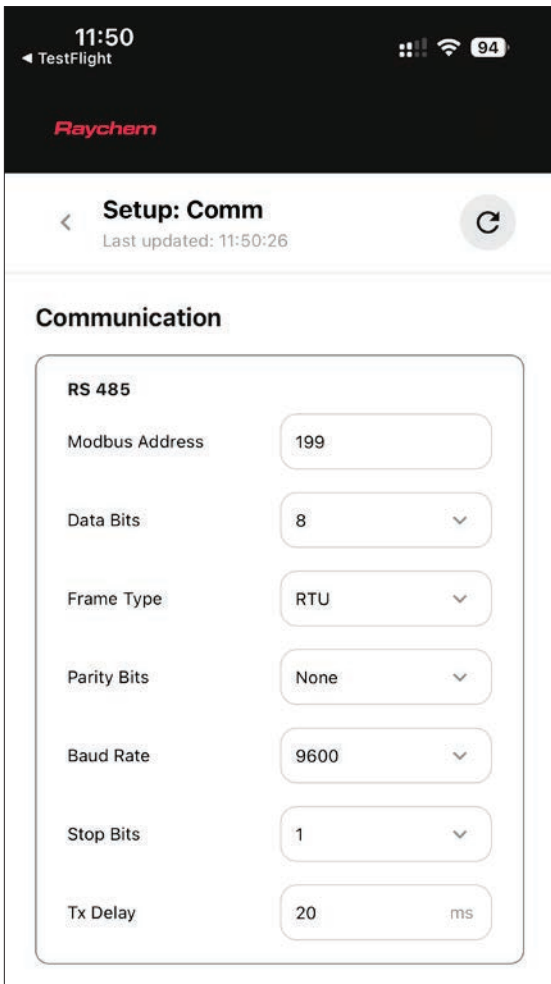 11:50
◀ TestFlight
94
Raychem
Setup: Comm
Last updated: 11:50:26
Communication
RS 485
Modbus Address 199
Data Bits 8
Frame Type RTU
Parity Bits None
Baud Rate 9600
Stop Bits 1
Tx Delay 20 ms